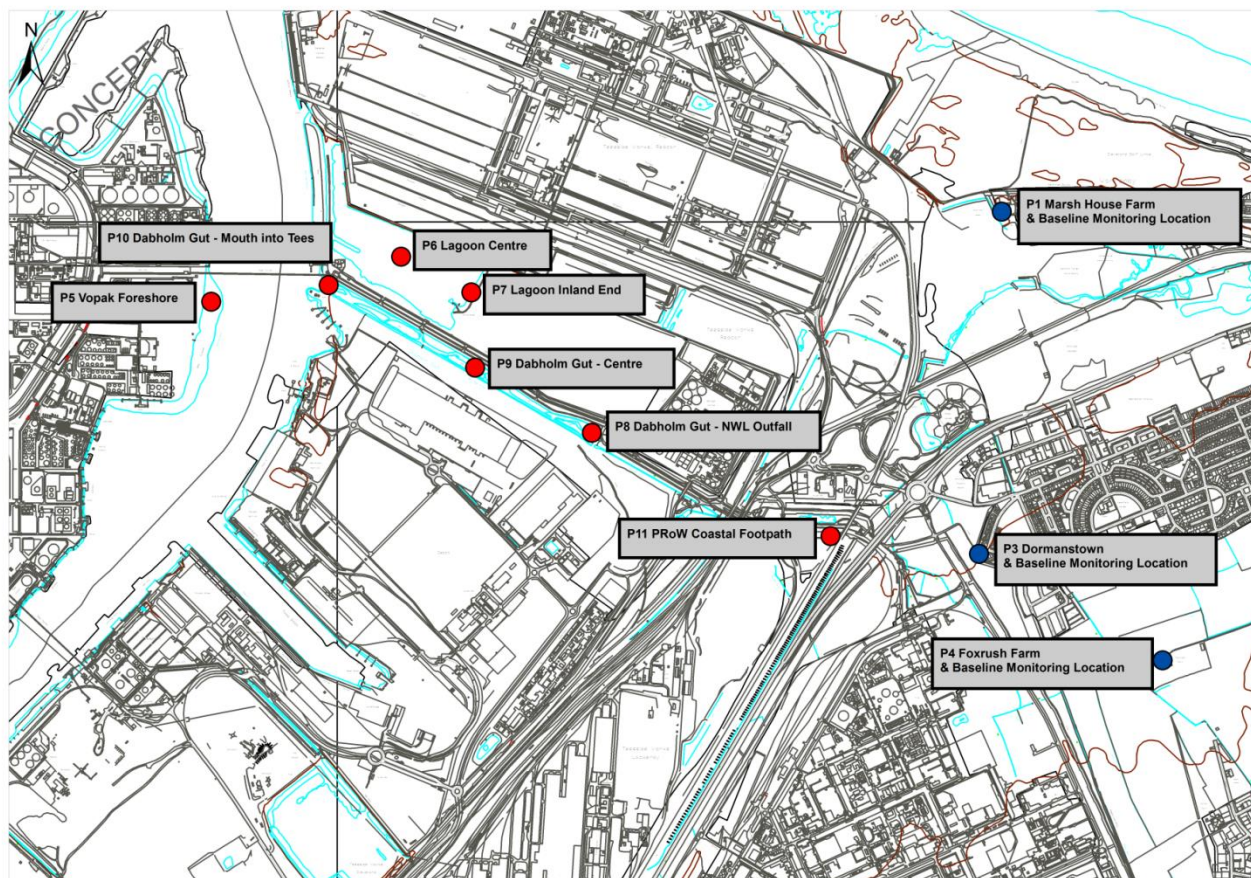 N
CONCEPT
P1 Marsh House Farm
& Baseline Monitoring Location
P10 Dabholm Gut - Mouth into Tees
P6 Lagoon Centre
P5 Vopak Foreshore
P7 Lagoon Inland End
P9 Dabholm Gut - Centre
P8 Dabholm Gut - NWL Outfall
P11 PRoW Coastal Footpath
P3 Dormanstown
& Baseline Monitoring Location
P4 Foxrush Farm
& Baseline Monitoring Location